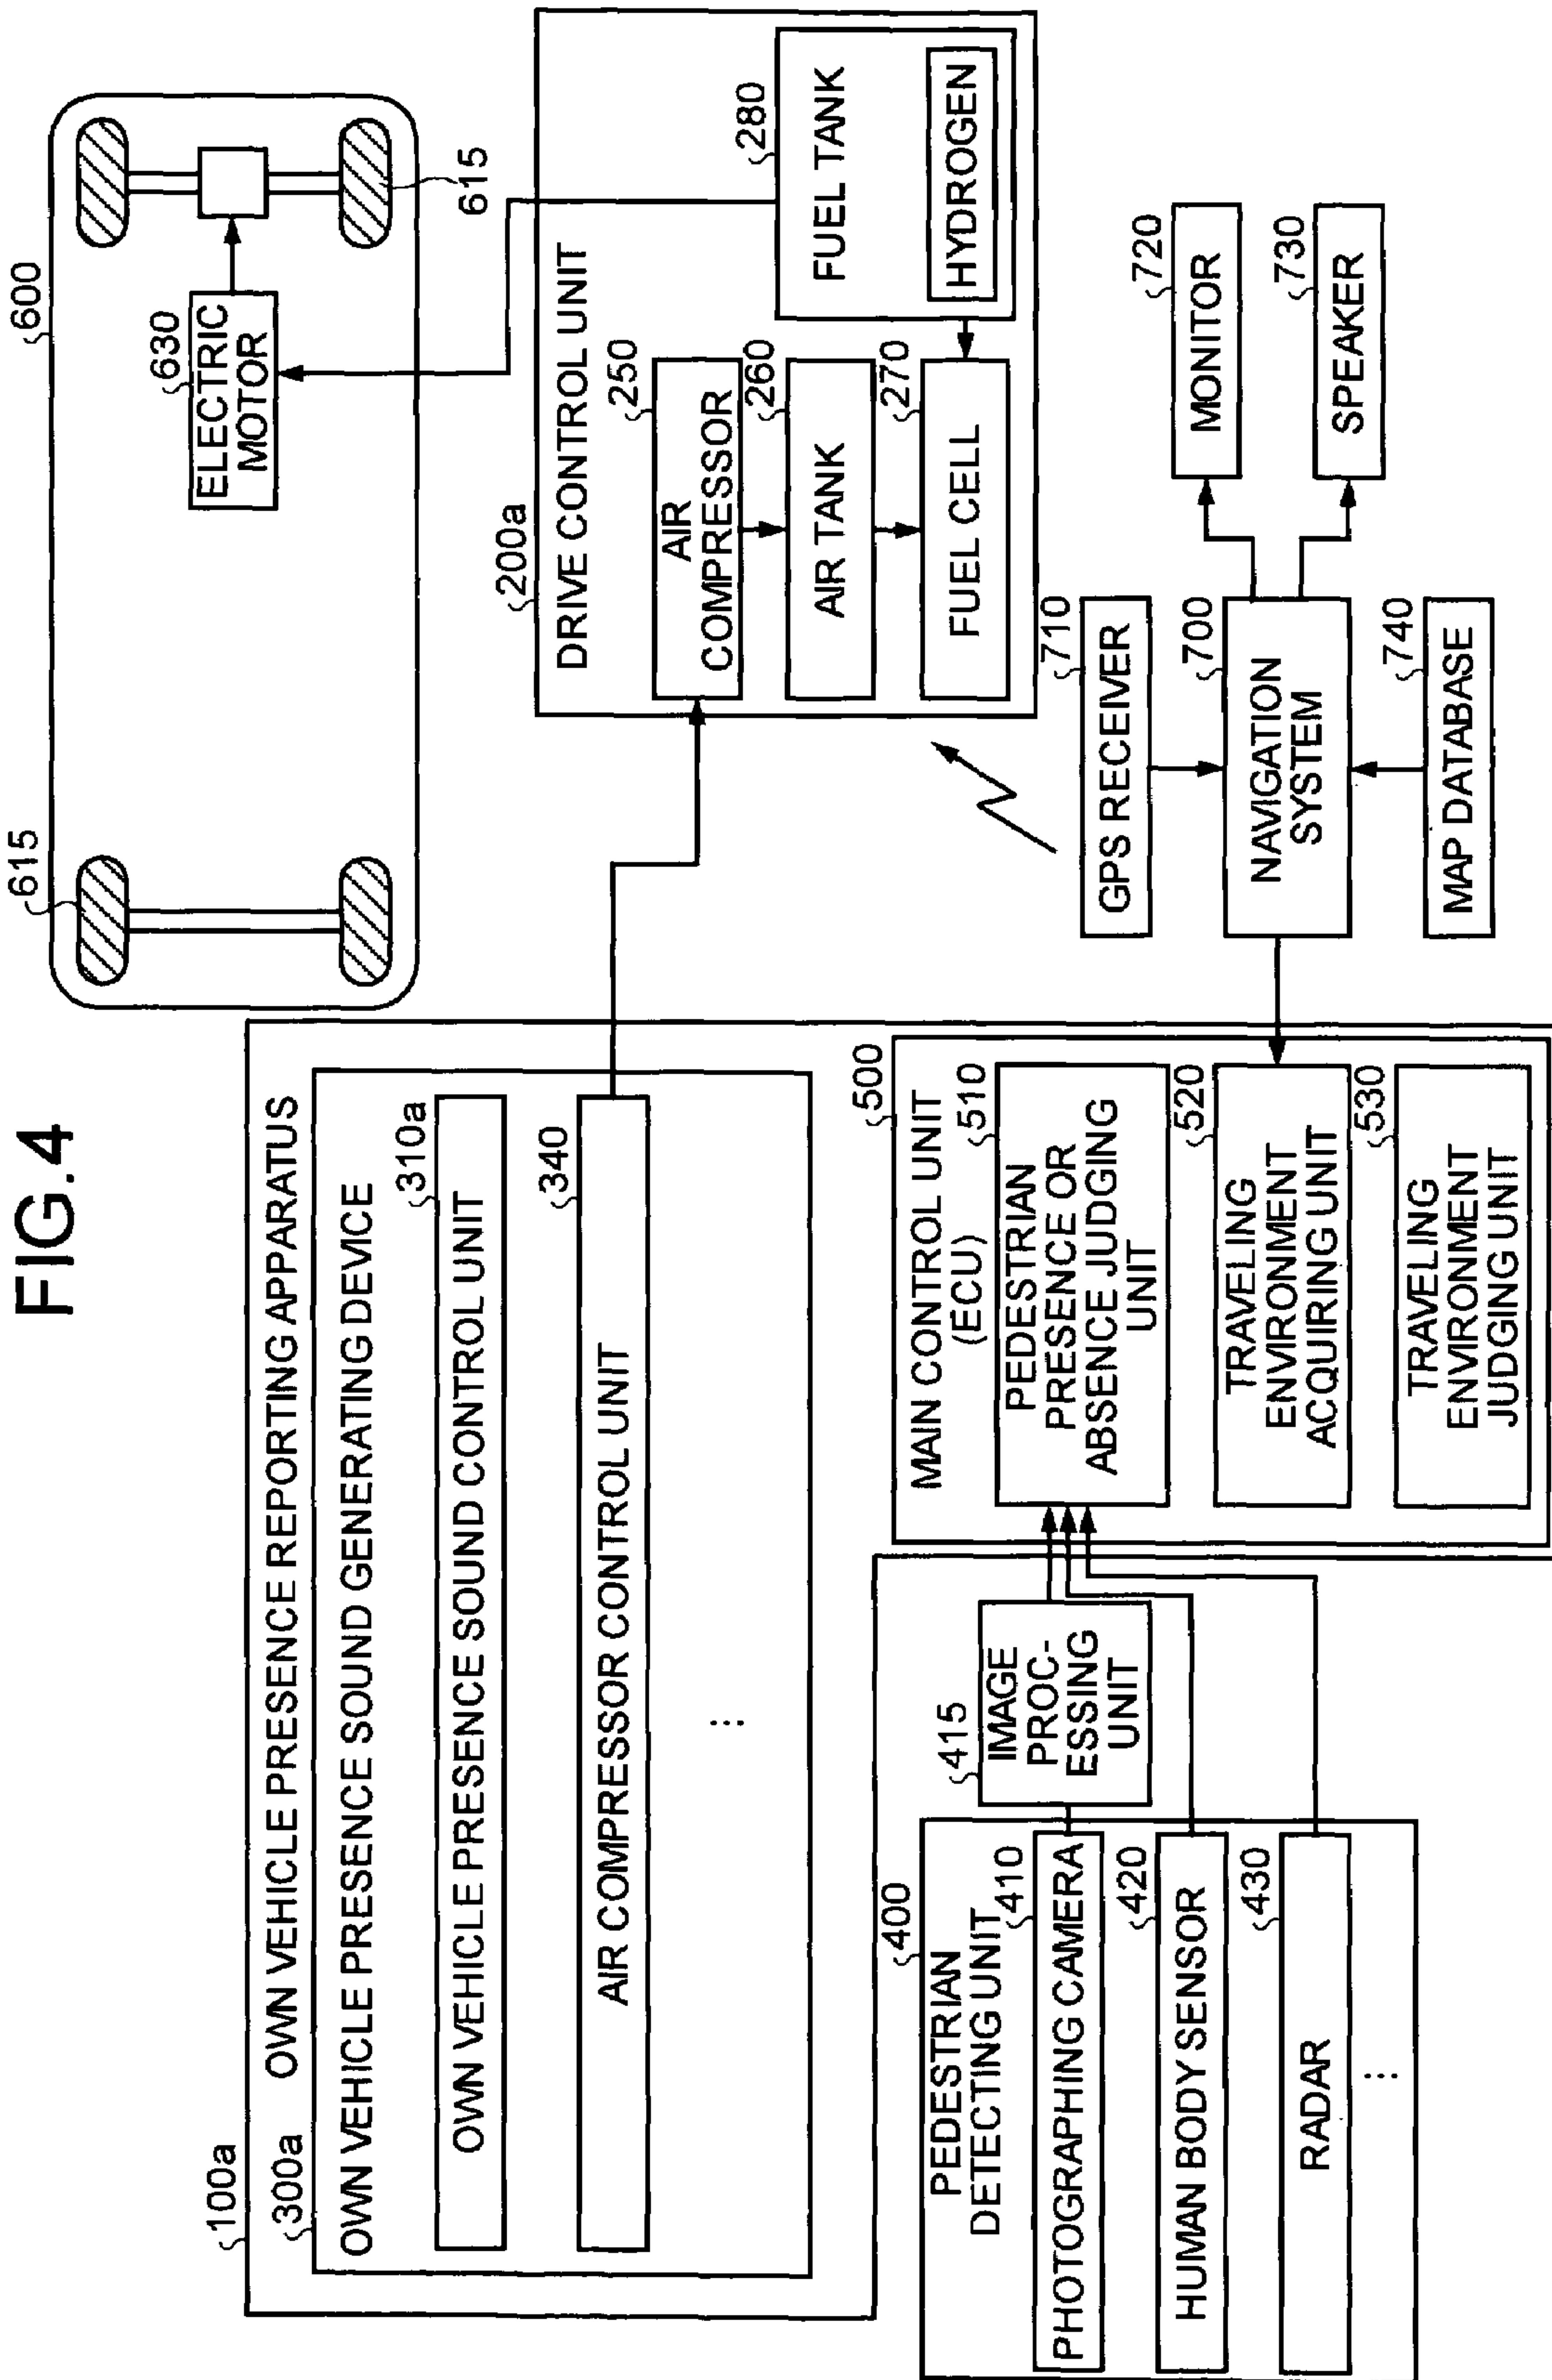 FIG.4
100a
OWN VEHICLE PRESENCE REPORTING APPARATUS
300a
OWN VEHICLE PRESENCE SOUND GENERATING DEVICE
310a
OWN VEHICLE PRESENCE SOUND CONTROL UNIT
340
AIR COMPRESSOR CONTROL UNIT
...
400
PEDESTRIAN
DETECTING UNIT
410
PHOTOGRAPHING CAMERA
420
HUMAN BODY SENSOR
430
RADAR
...
415
IMAGE
PROC-
ESSING
UNIT
500
MAIN CONTROL UNIT
(ECU)
510
PEDESTRIAN
PRESENCE OR
ABSENCE JUDGING
UNIT
520
TRAVELING
ENVIRONMENT
ACQUIRING UNIT
530
TRAVELING
ENVIRONMENT
JUDGING UNIT
615
600
630
ELECTRIC
MOTOR
615
200a
DRIVE CONTROL UNIT
250
AIR
COMPRESSOR
260
AIR TANK
270
FUEL CELL
280
FUEL TANK
HYDROGEN
710
GPS RECEIVER
700
NAVIGATION
SYSTEM
740
MAP DATABASE
720
MONITOR
730
SPEAKER